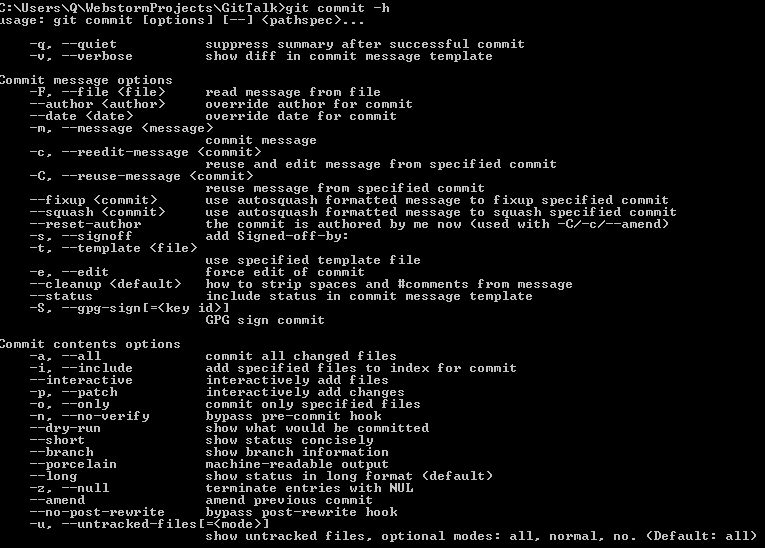 C:\Users\Q\WebstormProjects\GitTalk>git commit -h
usage: git commit [options] [--] <pathspec>...
-q, --quiet suppress summary after successful commit
-v, --verbose show diff in commit message template
Commit message options
-F, --file <file> read message from file
--author <author> override author for commit
--date <date> override date for commit
-m, --message <message>
commit message
-c, --reedit-message <commit>
reuse and edit message from specified commit
-C, --reuse-message <commit>
reuse message from specified commit
--fixup <commit> use autosquash formatted message to fixup specified commit
--squash <commit> use autosquash formatted message to squash specified commit
--reset-author the commit is authored by me now (used with -C/-c/--amend)
-s, --signoff add Signed-off-by:
-t, --template <file>
use specified template file
-e, --edit force edit of commit
--cleanup <default> how to strip spaces and #comments from message
--status include status in commit message template
-S, --gpg-sign[=<key id>]
GPG sign commit
Commit contents options
-a, --all commit all changed files
-i, --include add specified files to index for commit
--interactive interactively add files
-p, --patch interactively add changes
-o, --only commit only specified files
-n, --no-verify bypass pre-commit hook
--dry-run show what would be committed
--short show status concisely
--branch show branch information
--porcelain machine-readable output
--long show status in long format (default)
-z, --null terminate entries with NUL
--amend amend previous commit
--no-post-rewrite bypass post-rewrite hook
-u, --untracked-files[=<mode>]
show untracked files, optional modes: all, normal, no. (Default: all)